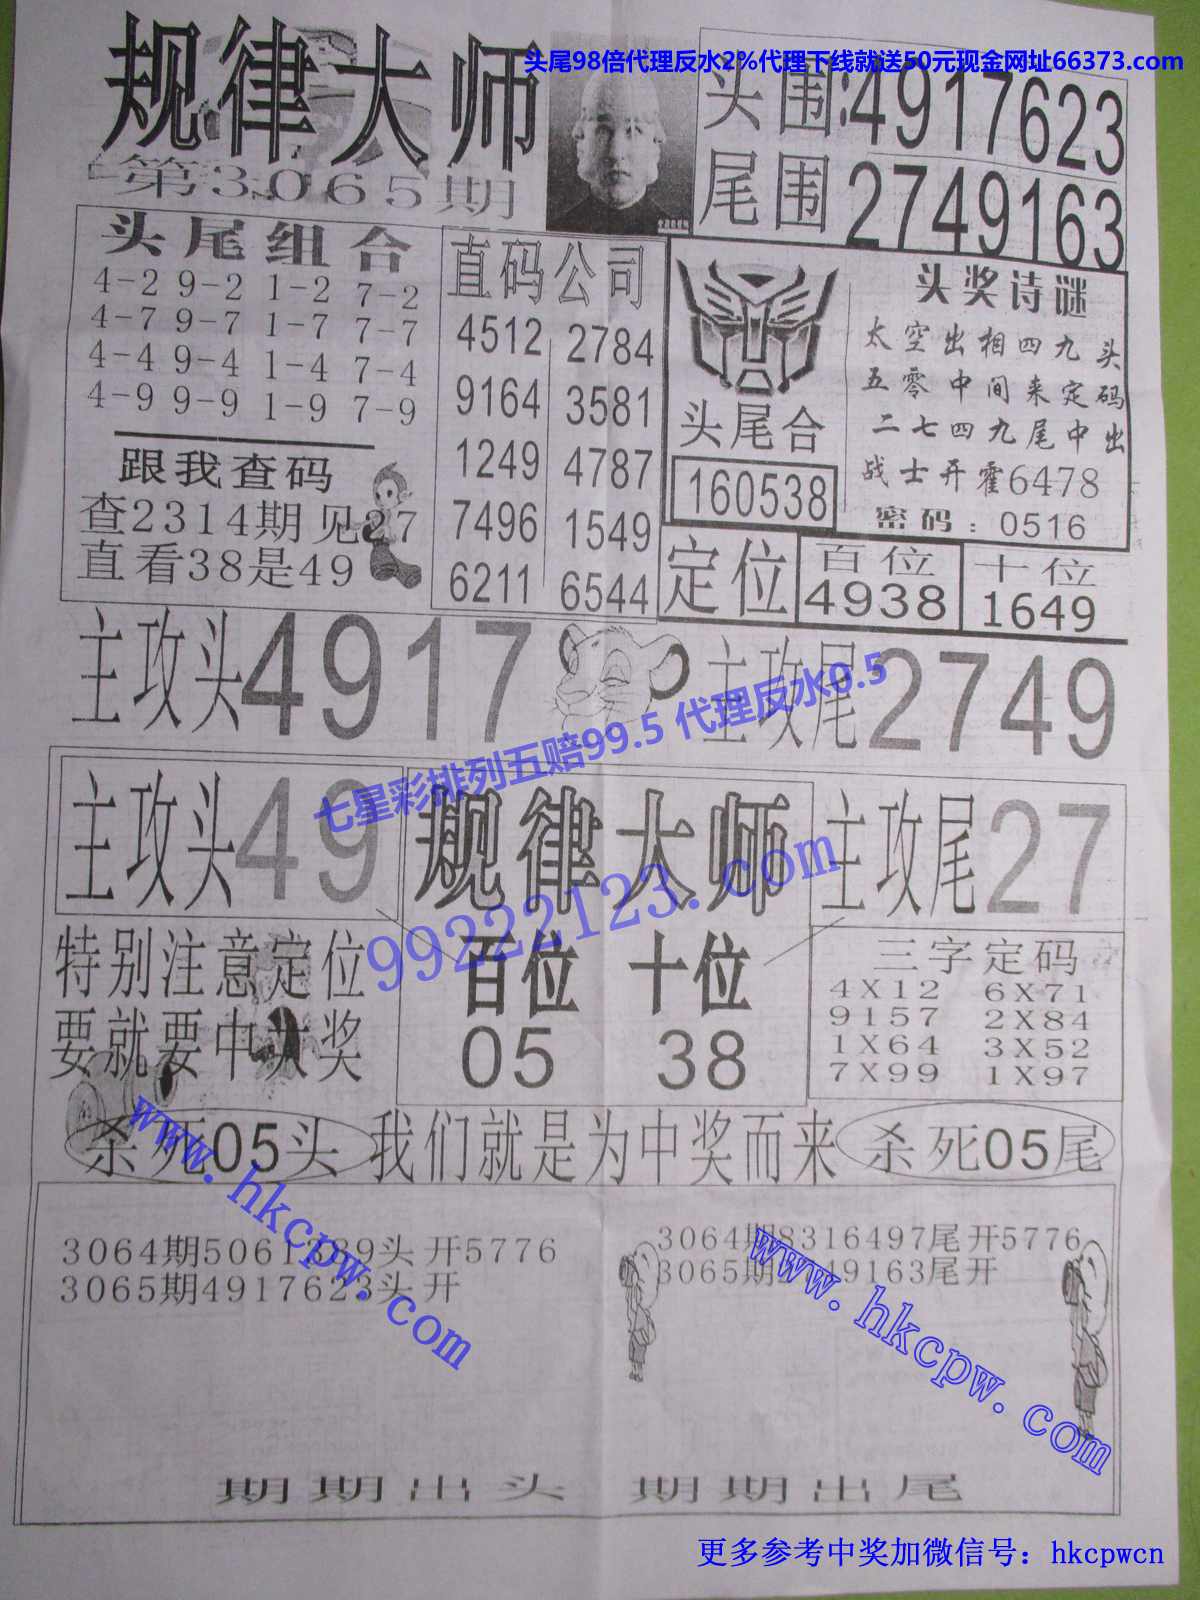 头尾98倍代理反水2%代理下线就送50元现金网址66373.com
规律大师
第3065期
头围:4917623
尾围2749163
头尾组合
4-2 9-2 1-2 7-2
4-7 9-7 1-7 7-7
4-4 9-4 1-4 7-4
4-9 9-9 1-9 7-9
跟我查码
查2314期见27
直看38是49
直码公司
4512 2784
9164 3581
1249 4787
7496 1549
6211 6544
头尾合
160538
头奖诗谜
太空出相四九头
五零中间来定码
二七四九尾中出
战士开霍6478
密码:0516
定位
百位
4938
十位
1649
主攻头4917
主攻尾2749
七星彩排列五赔99.5 代理反水0.5
主攻头49
规律大师
主攻尾27
99222123.com
特别注意定位
要就要中大奖
百位 十位
05 38
三字定码
4X12 6X71
9157 2X84
1X64 3X52
7X99 1X97
杀死05头
我们就是为中奖而来
杀死05尾
www.hkcpw.com
www.hkcpw.com
3064期5061339头开5776
3065期4917623头开
3064期8316497尾开5776
3065期2749163尾开
期期出头
期期出尾
更多参考中奖加微信号：hkcpwcn